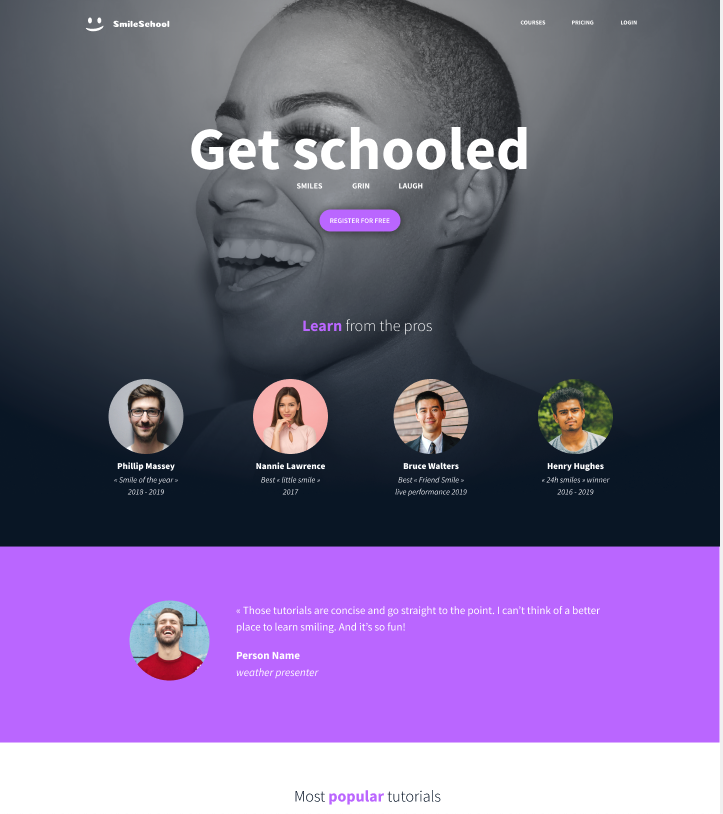 SmileSchool
COURSES PRICING LOGIN
Get schooled
SMILES GRIN LAUGH
REGISTER FOR FREE
Learn from the pros
Phillip Massey
« Smile of the year »
2018 - 2019
Nannie Lawrence
Best « little smile »
2017
Bruce Walters
Best « Friend Smile »
live performance 2019
Henry Hughes
« 24h smiles » winner
2016 - 2019
« Those tutorials are concise and go straight to the point. I can't think of a better
place to learn smiling. And it’s so fun!
Person Name
weather presenter
Most popular tutorials